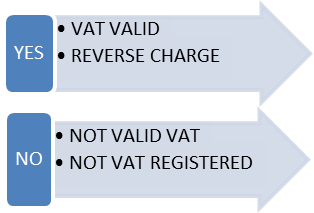 YES
• VAT VALID
• REVERSE CHARGE
NO
• NOT VALID VAT
• NOT VAT REGISTERED